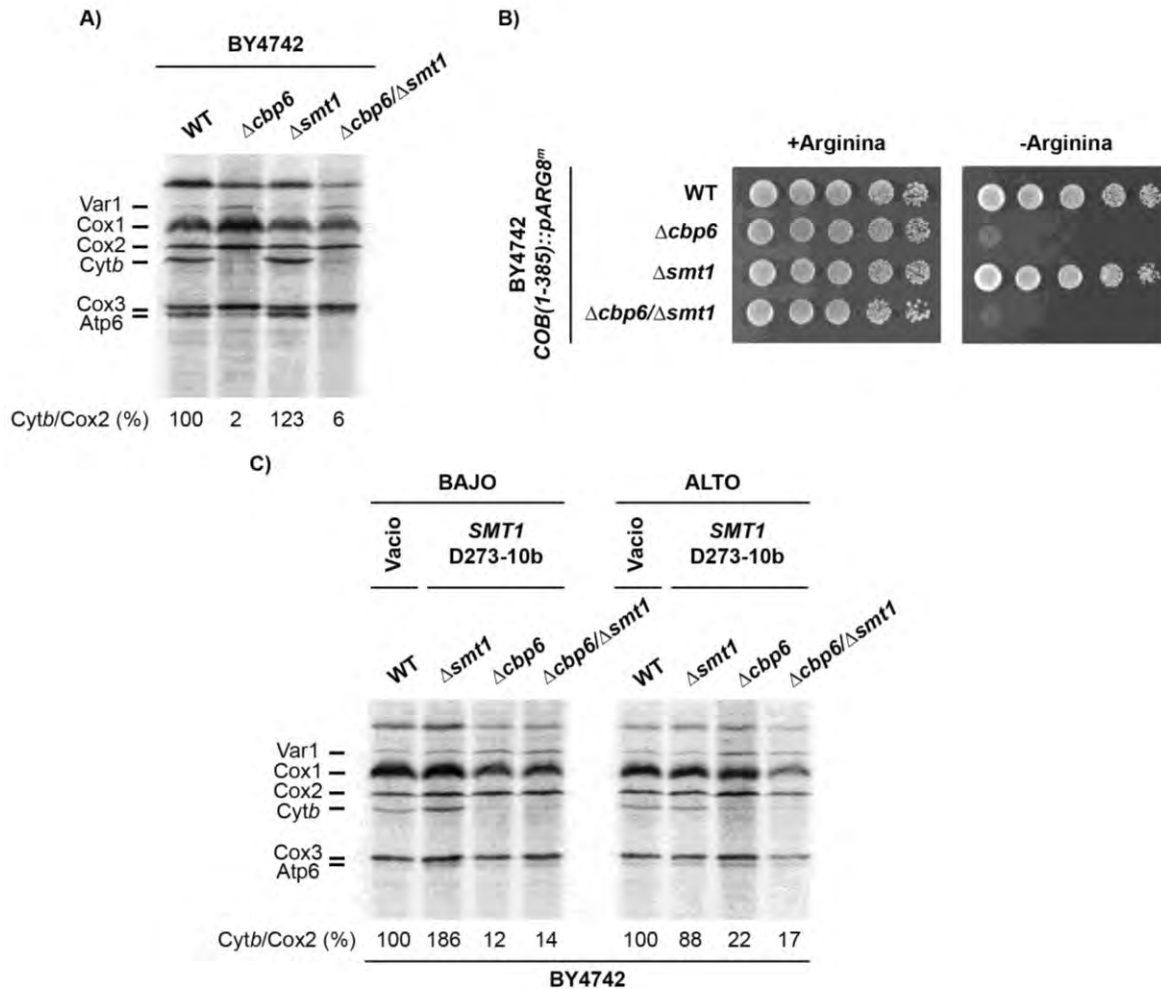 A)
BY4742
WT Δcbp6 Δsmt1 Δcbp6/Δsmt1
Var1
Cox1
Cox2
Cytb
Cox3
Atp6
Cytb/Cox2 (%) 100 2 123 6
B)
+Arginina -Arginina
BY4742
COB(1-385)::pARG8ᵐ
WT
Δcbp6
Δsmt1
Δcbp6/Δsmt1
C)
BAJO ALTO
Vacio SMT1 Vacio SMT1
D273-10b D273-10b
WT Δsmt1 Δcbp6 Δcbp6/Δsmt1 WT Δsmt1 Δcbp6 Δcbp6/Δsmt1
Var1
Cox1
Cox2
Cytb
Cox3
Atp6
Cytb/Cox2 (%) 100 186 12 14 100 88 22 17
BY4742